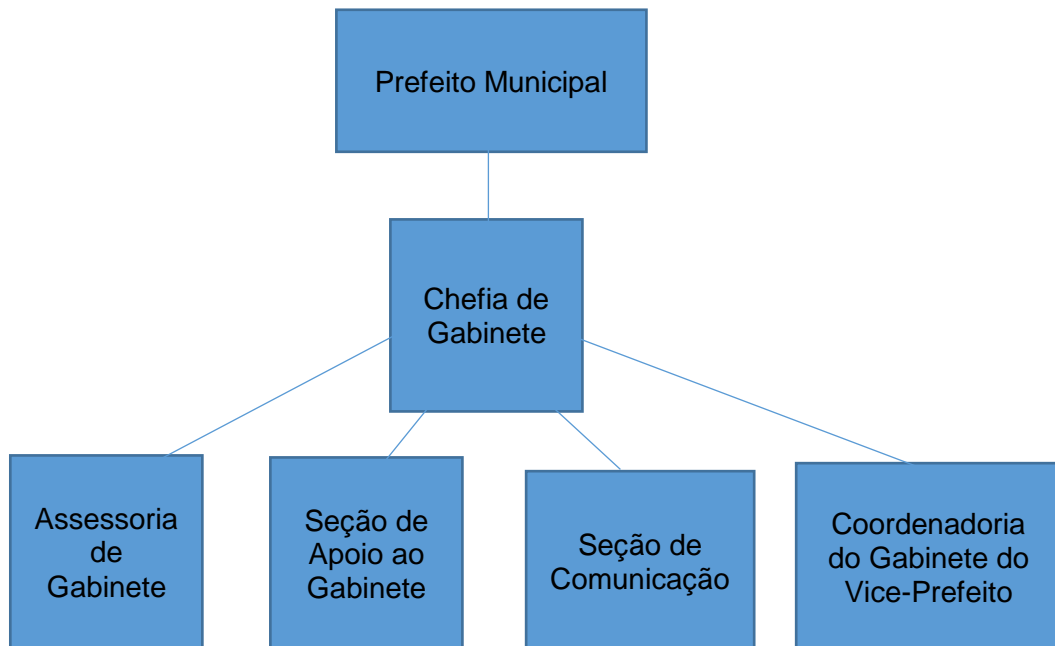 Prefeito Municipal
Chefia de
Gabinete
Assessoria
de
Gabinete
Seção de
Apoio ao
Gabinete
Seção de
Comunicação
Coordenadoria
do Gabinete do
Vice-Prefeito